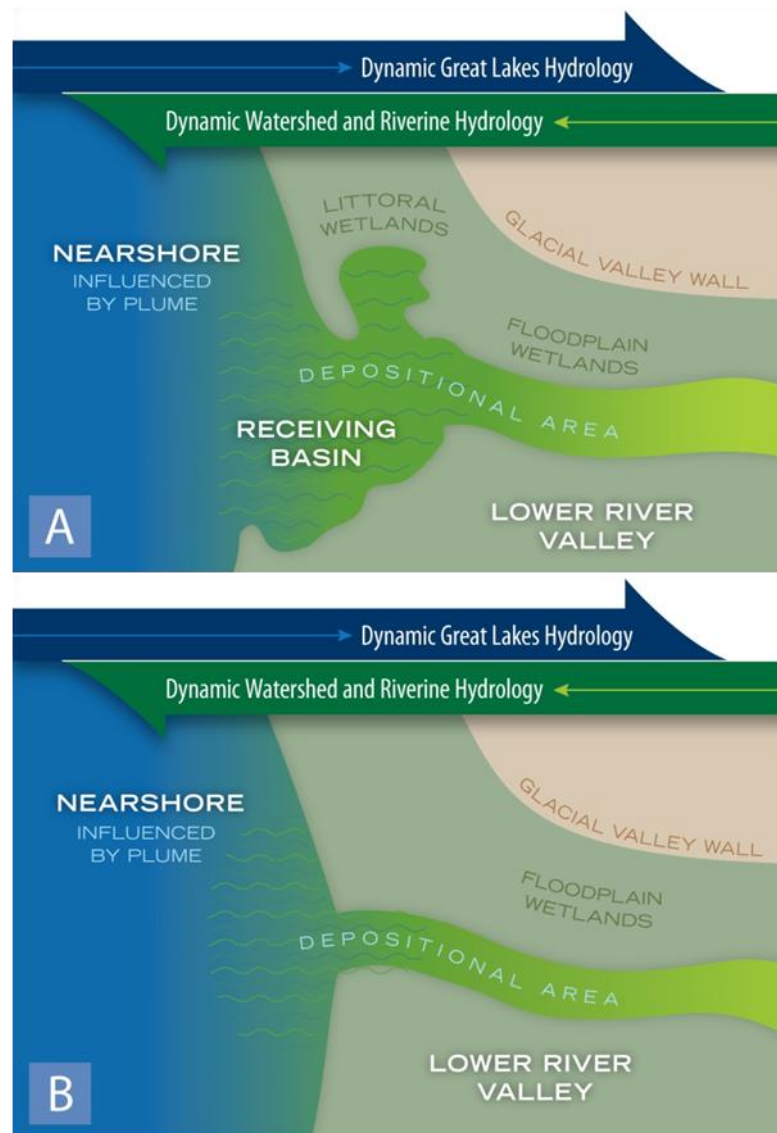 Dynamic Great Lakes Hydrology
Dynamic Watershed and Riverine Hydrology
LITTORAL
WETLANDS
GLACIAL VALLEY WALL
NEARSHORE
INFLUENCED
BY PLUME
FLOODPLAIN
WETLANDS
DEPOSITIONAL AREA
RECEIVING
BASIN
LOWER RIVER
VALLEY
A
Dynamic Great Lakes Hydrology
Dynamic Watershed and Riverine Hydrology
NEARSHORE
INFLUENCED
BY PLUME
GLACIAL VALLEY WALL
FLOODPLAIN
WETLANDS
DEPOSITIONAL AREA
LOWER RIVER
VALLEY
B